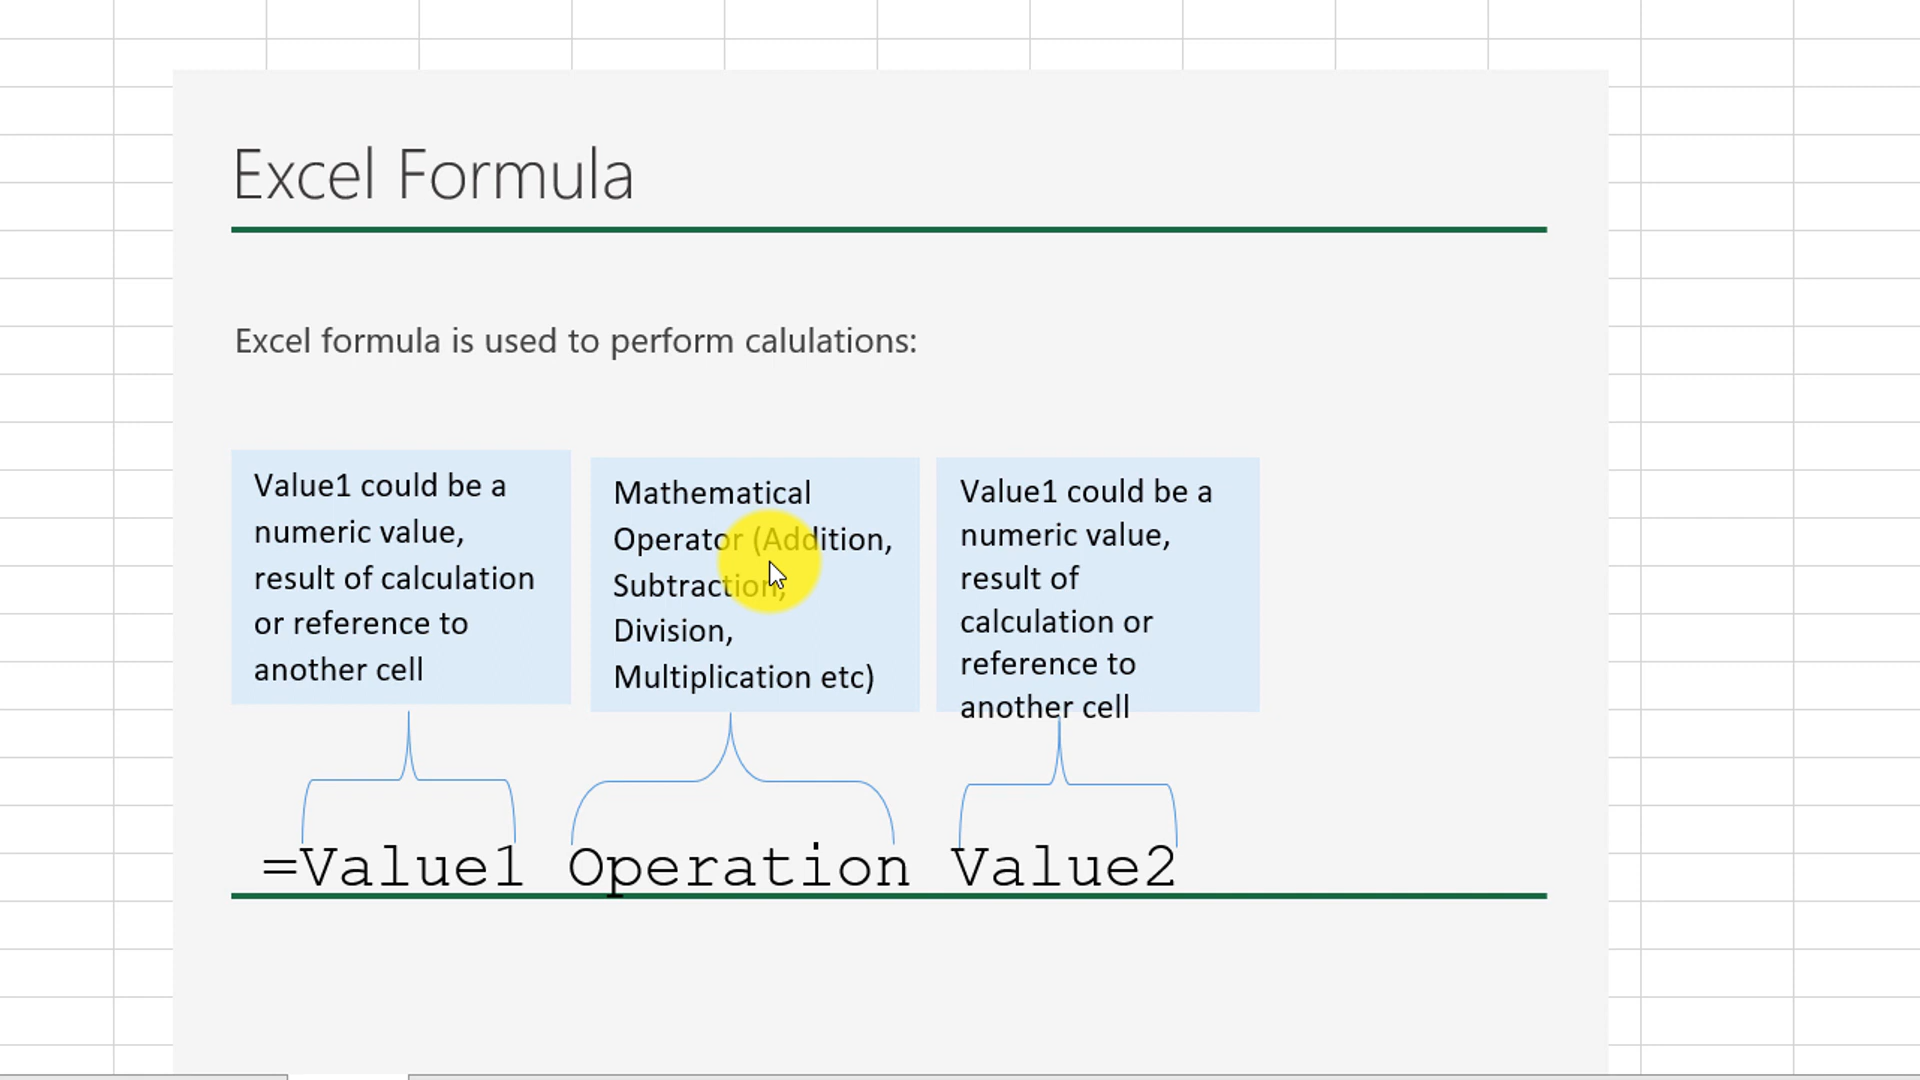 Excel Formula
Excel formula is used to perform calulations:
Value1 could be a
numeric value,
result of calculation
or reference to
another cell
Mathematical
Operator (Addition,
Subtraction,
Division,
Multiplication etc)
Value1 could be a
numeric value,
result of
calculation or
reference to
another cell
=Value1 Operation Value2